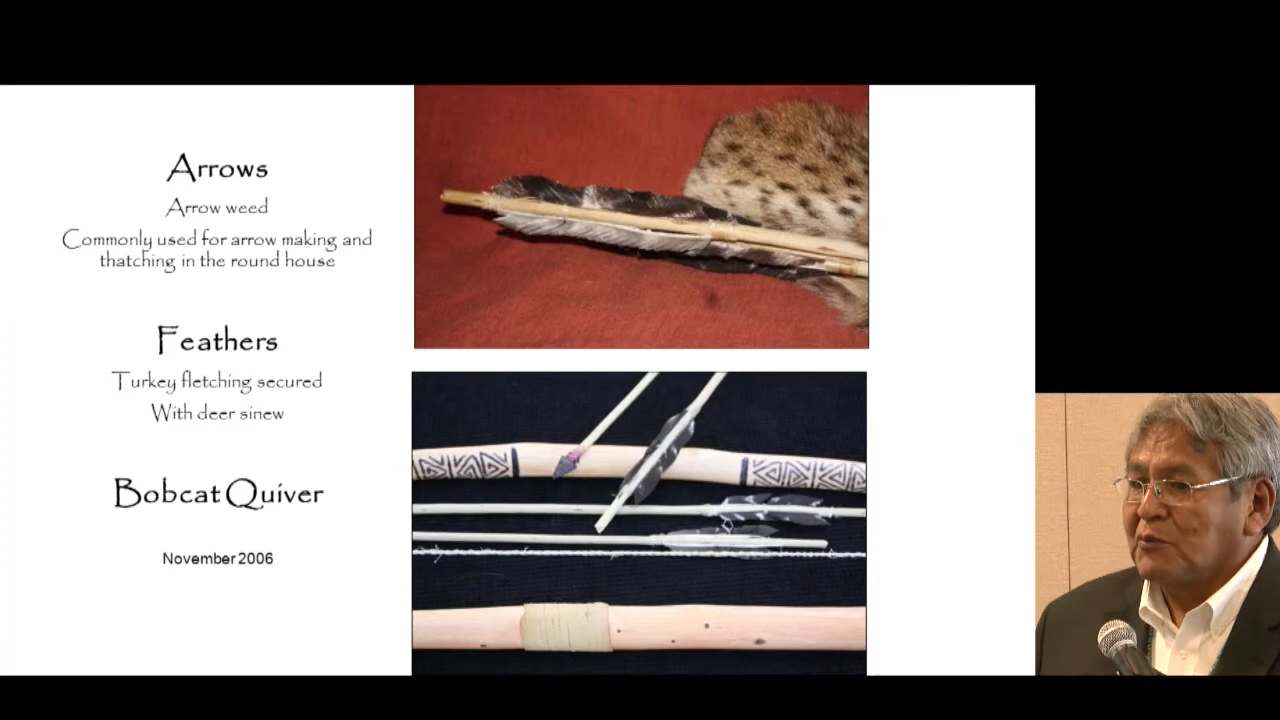 Arrows
Arrow weed
Commonly used for arrow making and
thatching in the round house
Feathers
Turkey fletching secured
With deer sinew
Bobcat Quiver
November 2006